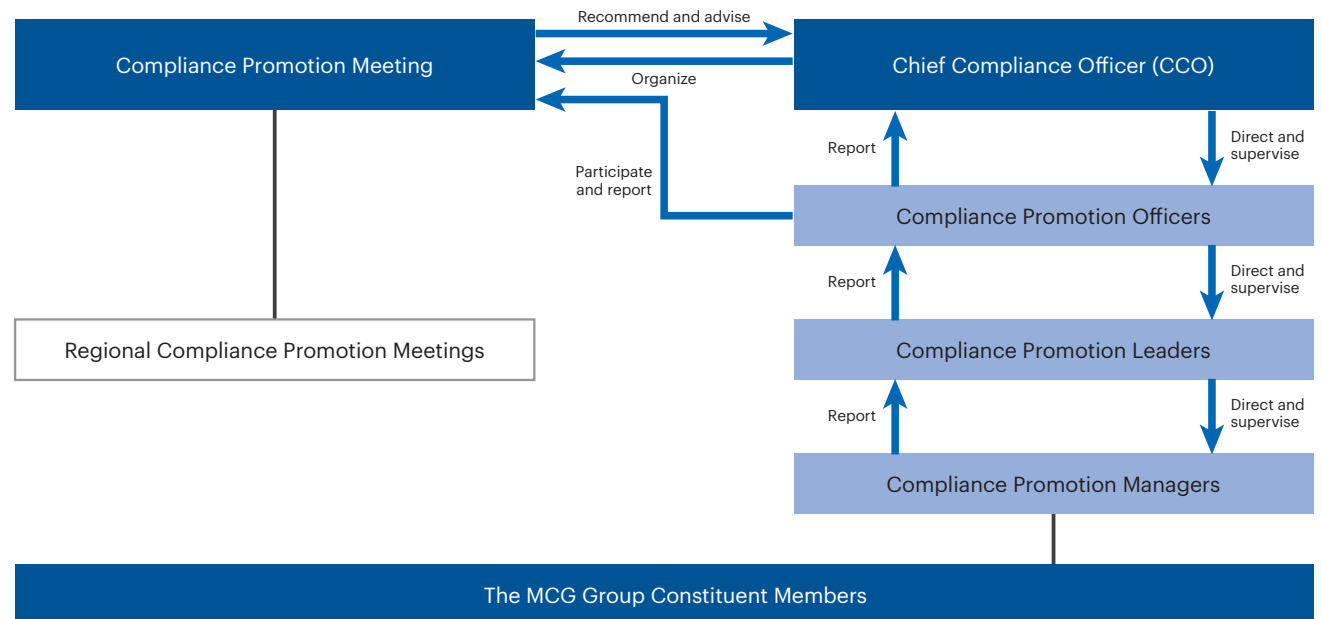 Recommend and advise
Compliance Promotion Meeting
Chief Compliance Officer (CCO)
Organize
Report
Direct and
supervise
Participate
and report
Compliance Promotion Officers
Report
Direct and
supervise
Regional Compliance Promotion Meetings
Compliance Promotion Leaders
Report
Direct and
supervise
Compliance Promotion Managers
The MCG Group Constituent Members